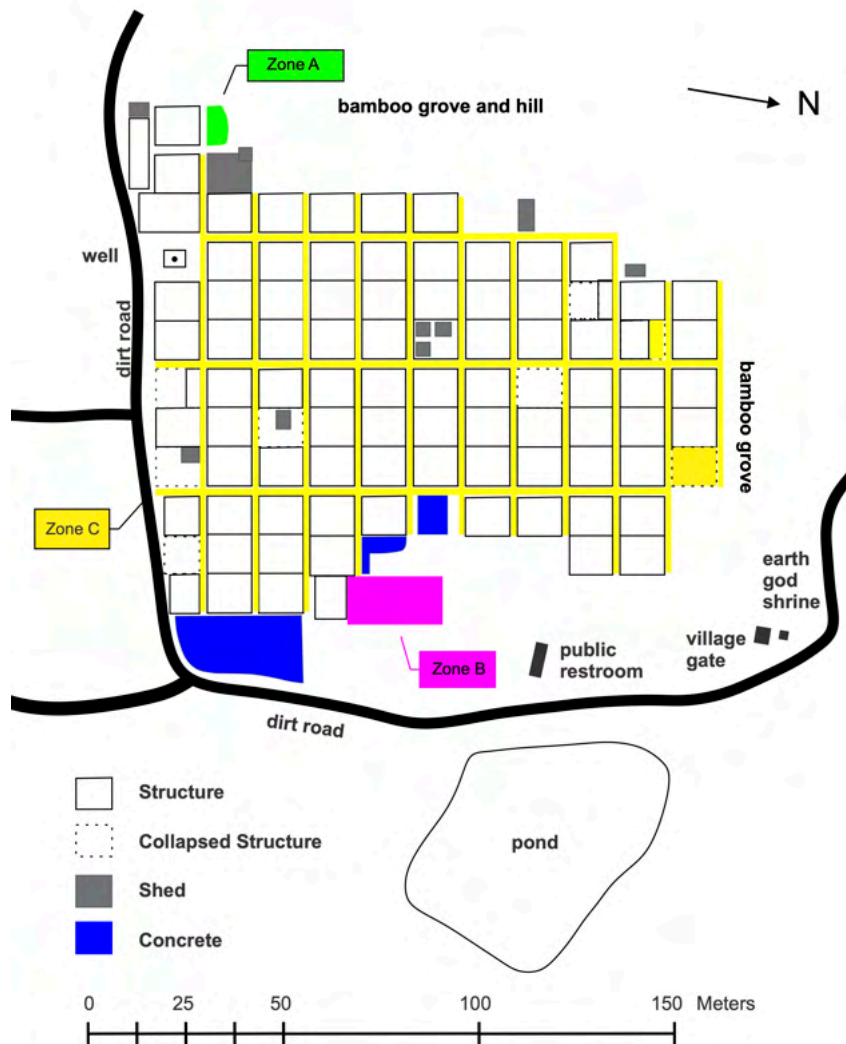 Zone A
bamboo grove and hill
N
well
dirt road
bamboo grove
Zone C
earth
god
shrine
village
gate
public
restroom
Zone B
dirt road
Structure
Collapsed Structure
pond
Shed
Concrete
0 25 50 100 150 Meters